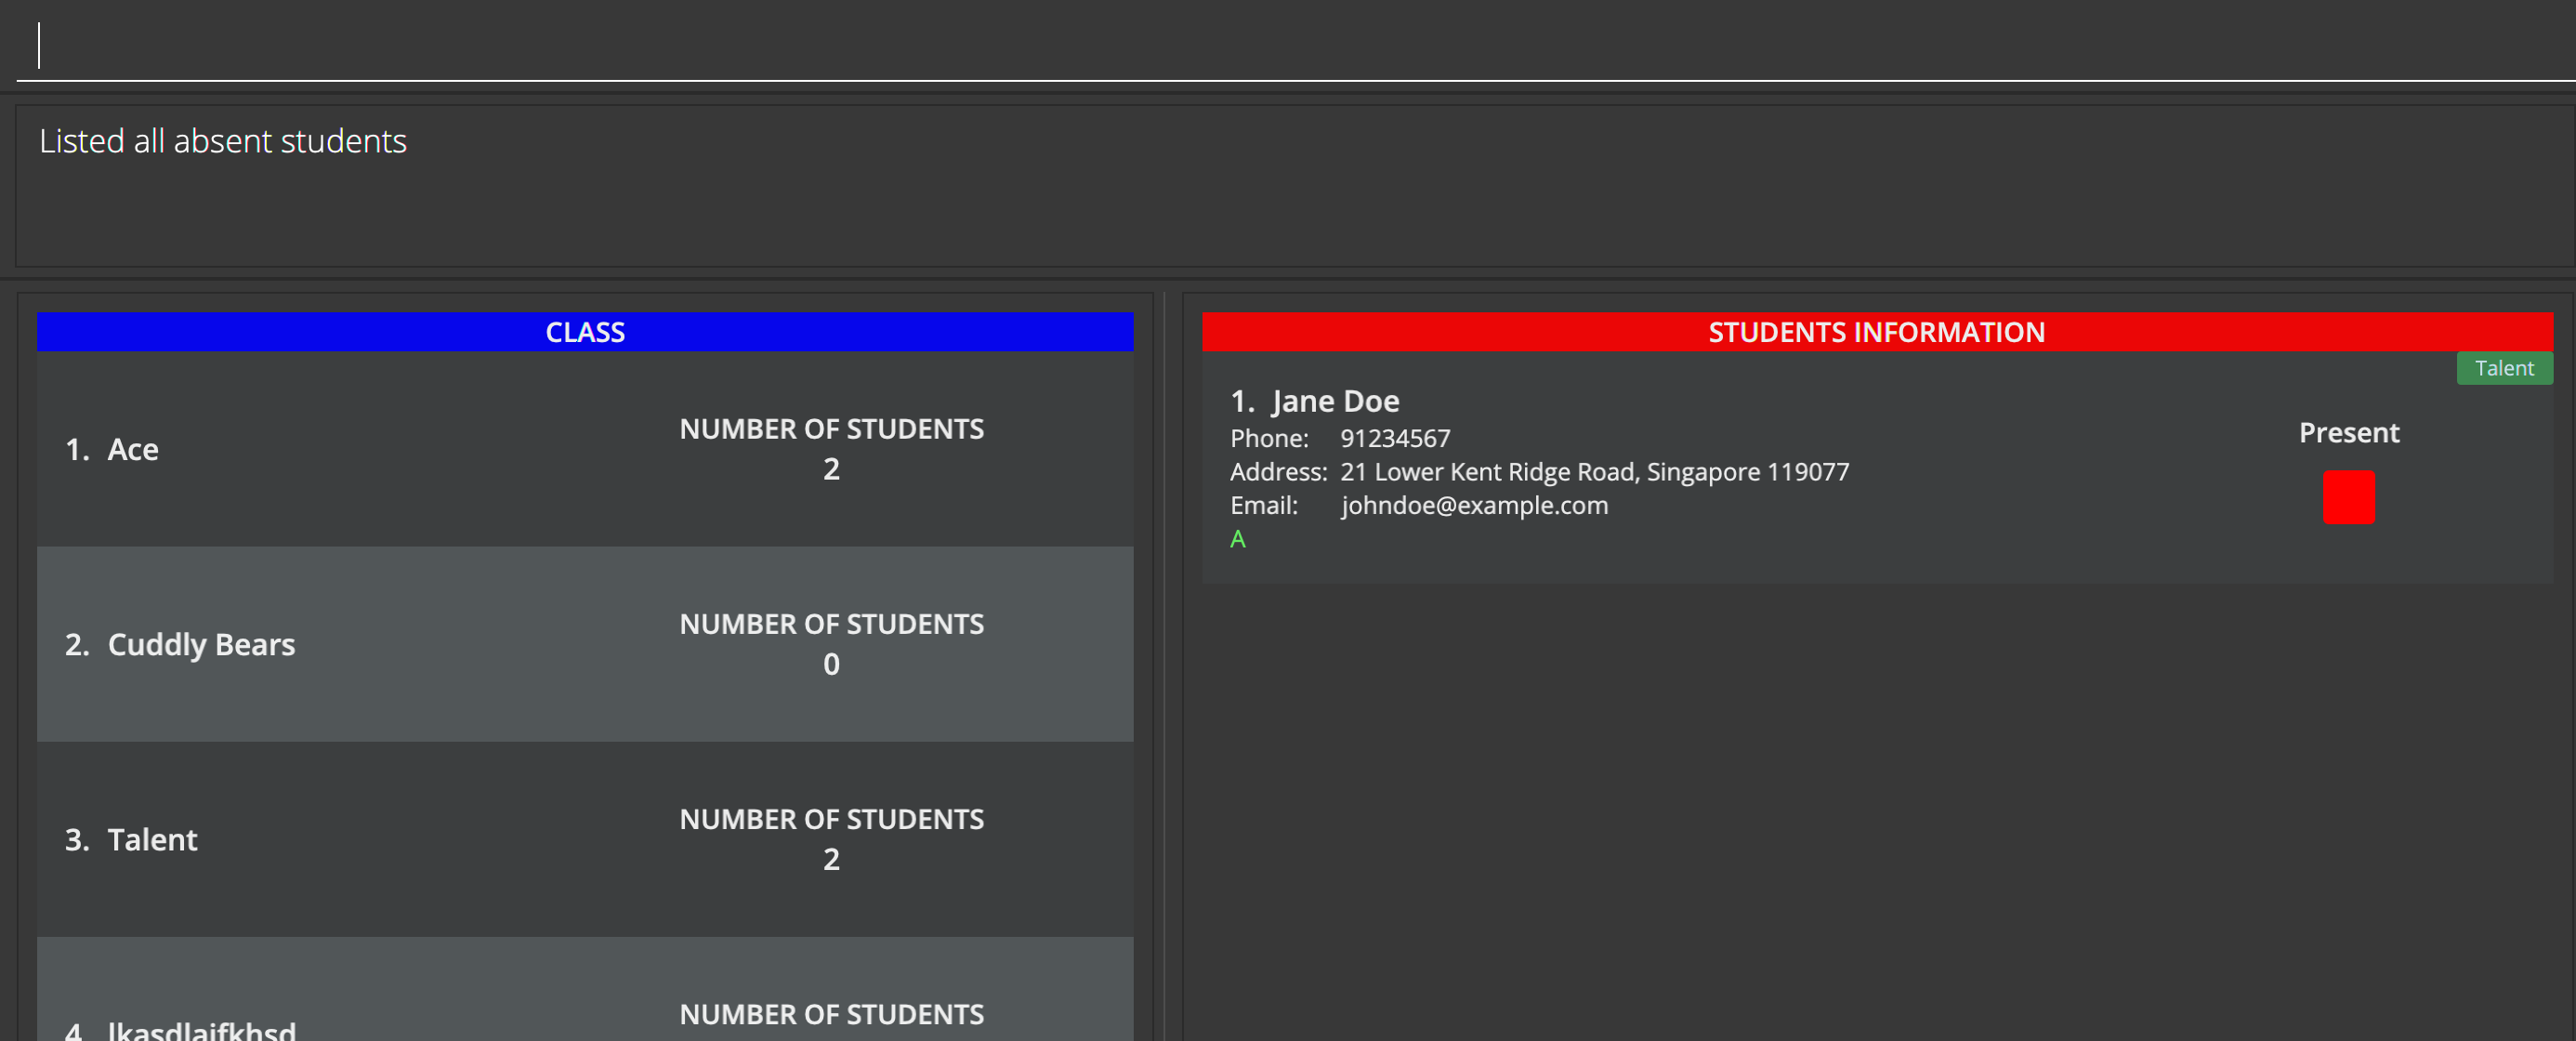 Listed all absent students
CLASS
1. Ace
NUMBER OF STUDENTS
2
2. Cuddly Bears
NUMBER OF STUDENTS
0
3. Talent
NUMBER OF STUDENTS
2
4. lkasdlaifkhsd
NUMBER OF STUDENTS
STUDENTS INFORMATION
Talent
1. Jane Doe
Phone: 91234567
Address: 21 Lower Kent Ridge Road, Singapore 119077
Email: johndoe@example.com
A
Present